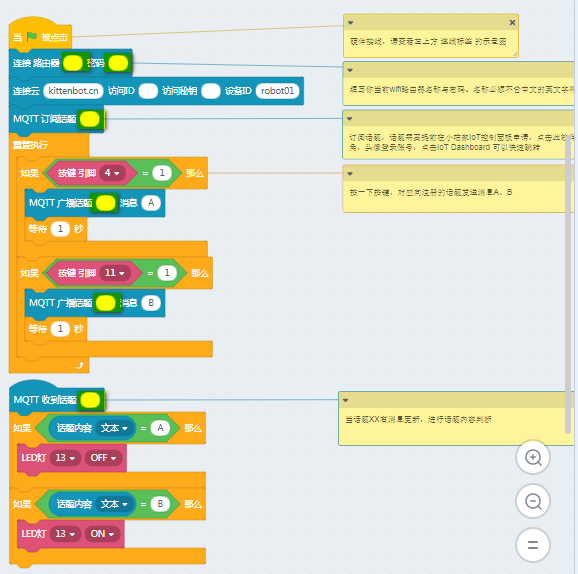 当 被点击
连接 路由器 密码
连接云 kittenbot.cn 访问ID 访问秘钥 设备ID robot01
MQTT 订阅话题
重复执行
如果 按键 引脚 4 = 1 那么
MQTT 广播话题 消息 A
等待 1 秒
如果 按键 引脚 11 = 1 那么
MQTT 广播话题 消息 B
等待 1 秒
MQTT 收到话题
如果 话题内容 文本 = A 那么
LED灯 13 OFF
如果 话题内容 文本 = B 那么
LED灯 13 ON
硬件接线，请查看左上方 连线标签 的示意图
填写你当前wifi路由器名称与密码，名称必须不含中文的英文字符
订阅话题，话题需要提前在小喵家IoT控制面板申请，点击此软件
角，头像登录账号，点击IoT Dashboard 可以快速跳转
按一下按键，对应向注册的话题发送消息A、B
当话题XX有消息更新，进行话题内容判断